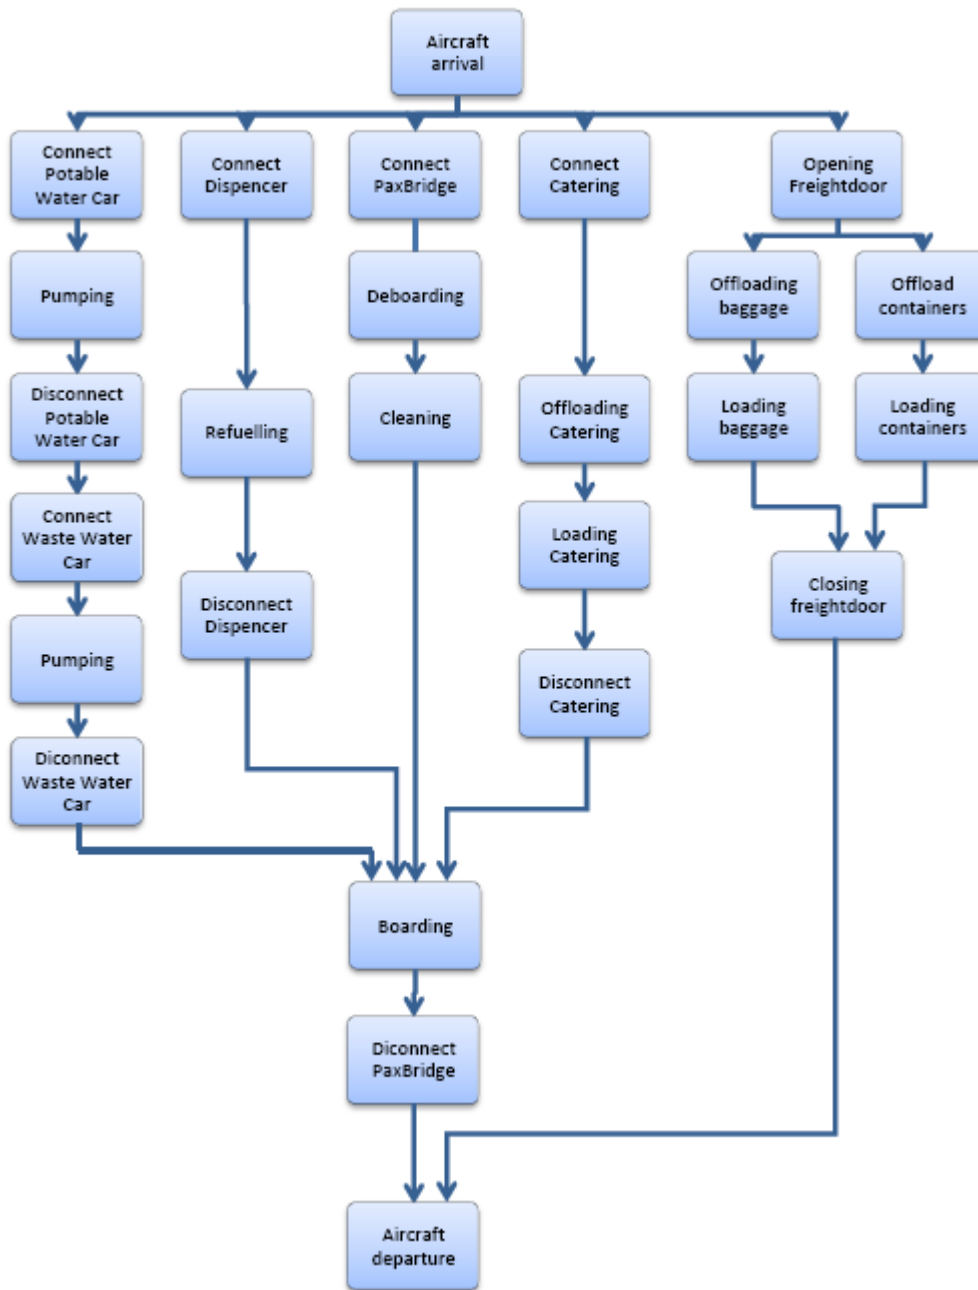 Aircraft
arrival
Connect
Potable
Water Car
Connect
Dispencer
Connect
PaxBridge
Connect
Catering
Opening
Freightdoor
Pumping
Deboarding
Offloading
baggage
Offload
containers
Disconnect
Potable
Water Car
Refuelling
Cleaning
Offloading
Catering
Loading
baggage
Loading
containers
Connect
Waste Water
Car
Loading
Catering
Disconnect
Dispencer
Closing
freightdoor
Pumping
Disconnect
Catering
Diconnect
Waste Water
Car
Boarding
Diconnect
PaxBridge
Aircraft
departure